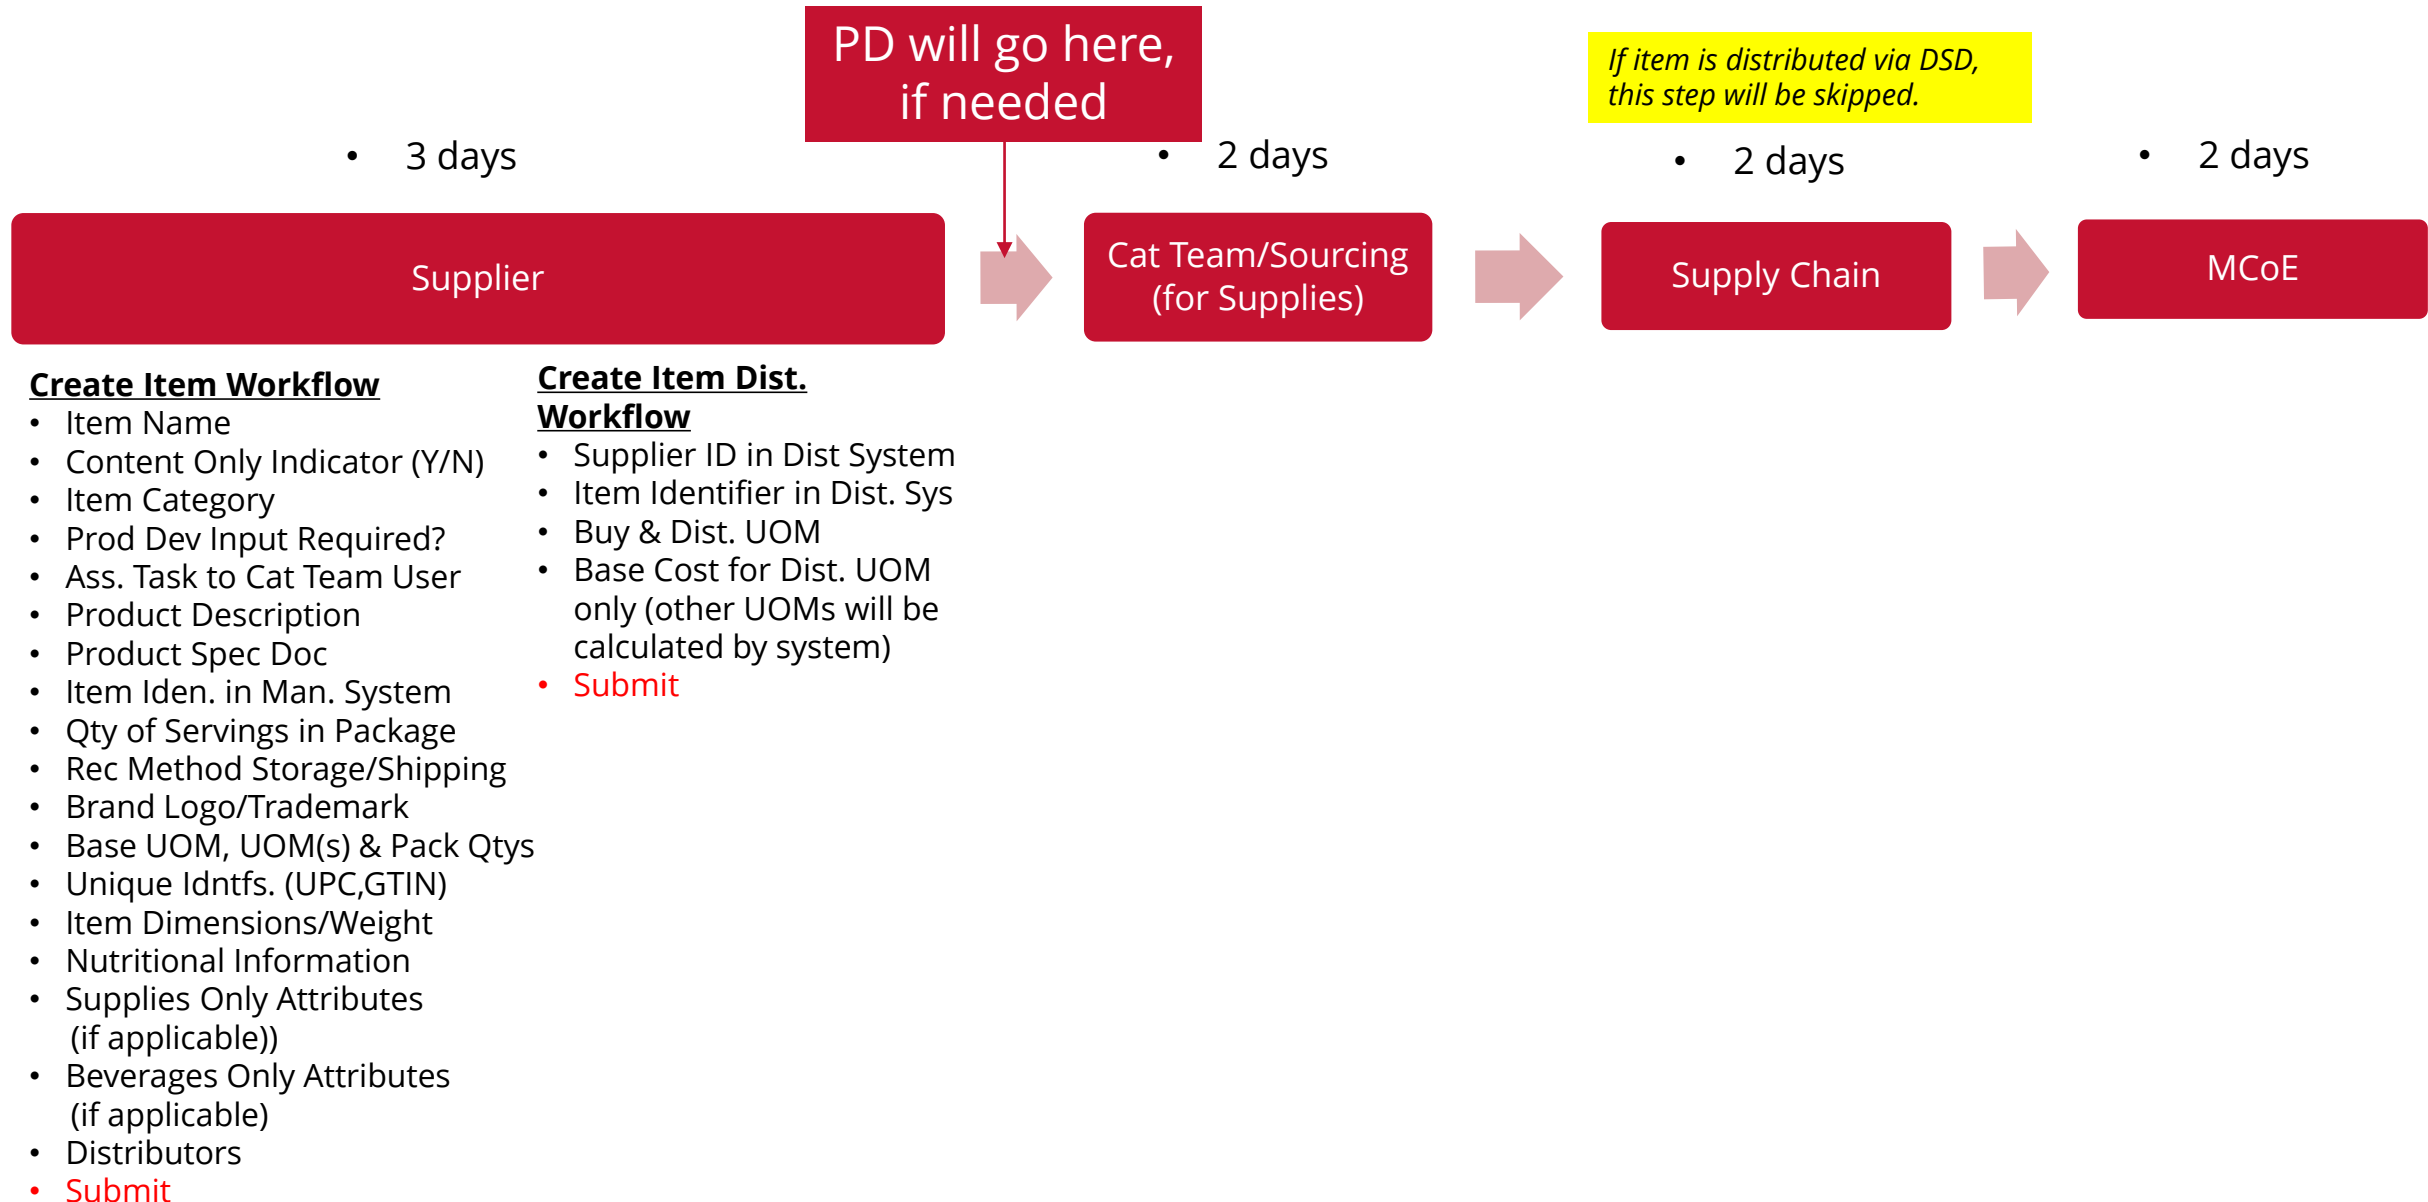 PD will go here,
if needed
If item is distributed via DSD,
this step will be skipped.
• 3 days
• 2 days
• 2 days
• 2 days
Supplier
Cat Team/Sourcing
(for Supplies)
Supply Chain
MCoE
Create Item Workflow
• Item Name
• Content Only Indicator (Y/N)
• Item Category
• Prod Dev Input Required?
• Ass. Task to Cat Team User
• Product Description
• Product Spec Doc
• Item Iden. in Man. System
• Qty of Servings in Package
• Rec Method Storage/Shipping
• Brand Logo/Trademark
• Base UOM, UOM(s) & Pack Qtys
• Unique Idntfs. (UPC,GTIN)
• Item Dimensions/Weight
• Nutritional Information
• Supplies Only Attributes
(if applicable))
• Beverages Only Attributes
(if applicable)
• Distributors
• Submit
Create Item Dist.
Workflow
• Supplier ID in Dist System
• Item Identifier in Dist. Sys
• Buy & Dist. UOM
• Base Cost for Dist. UOM
only (other UOMs will be
calculated by system)
• Submit